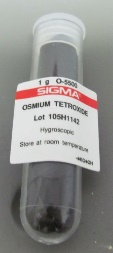 1 g O-5500
SIGMA®
OSMIUM TETROXIDE
Lot 105H1142
Hygroscopic
Store at room temperature